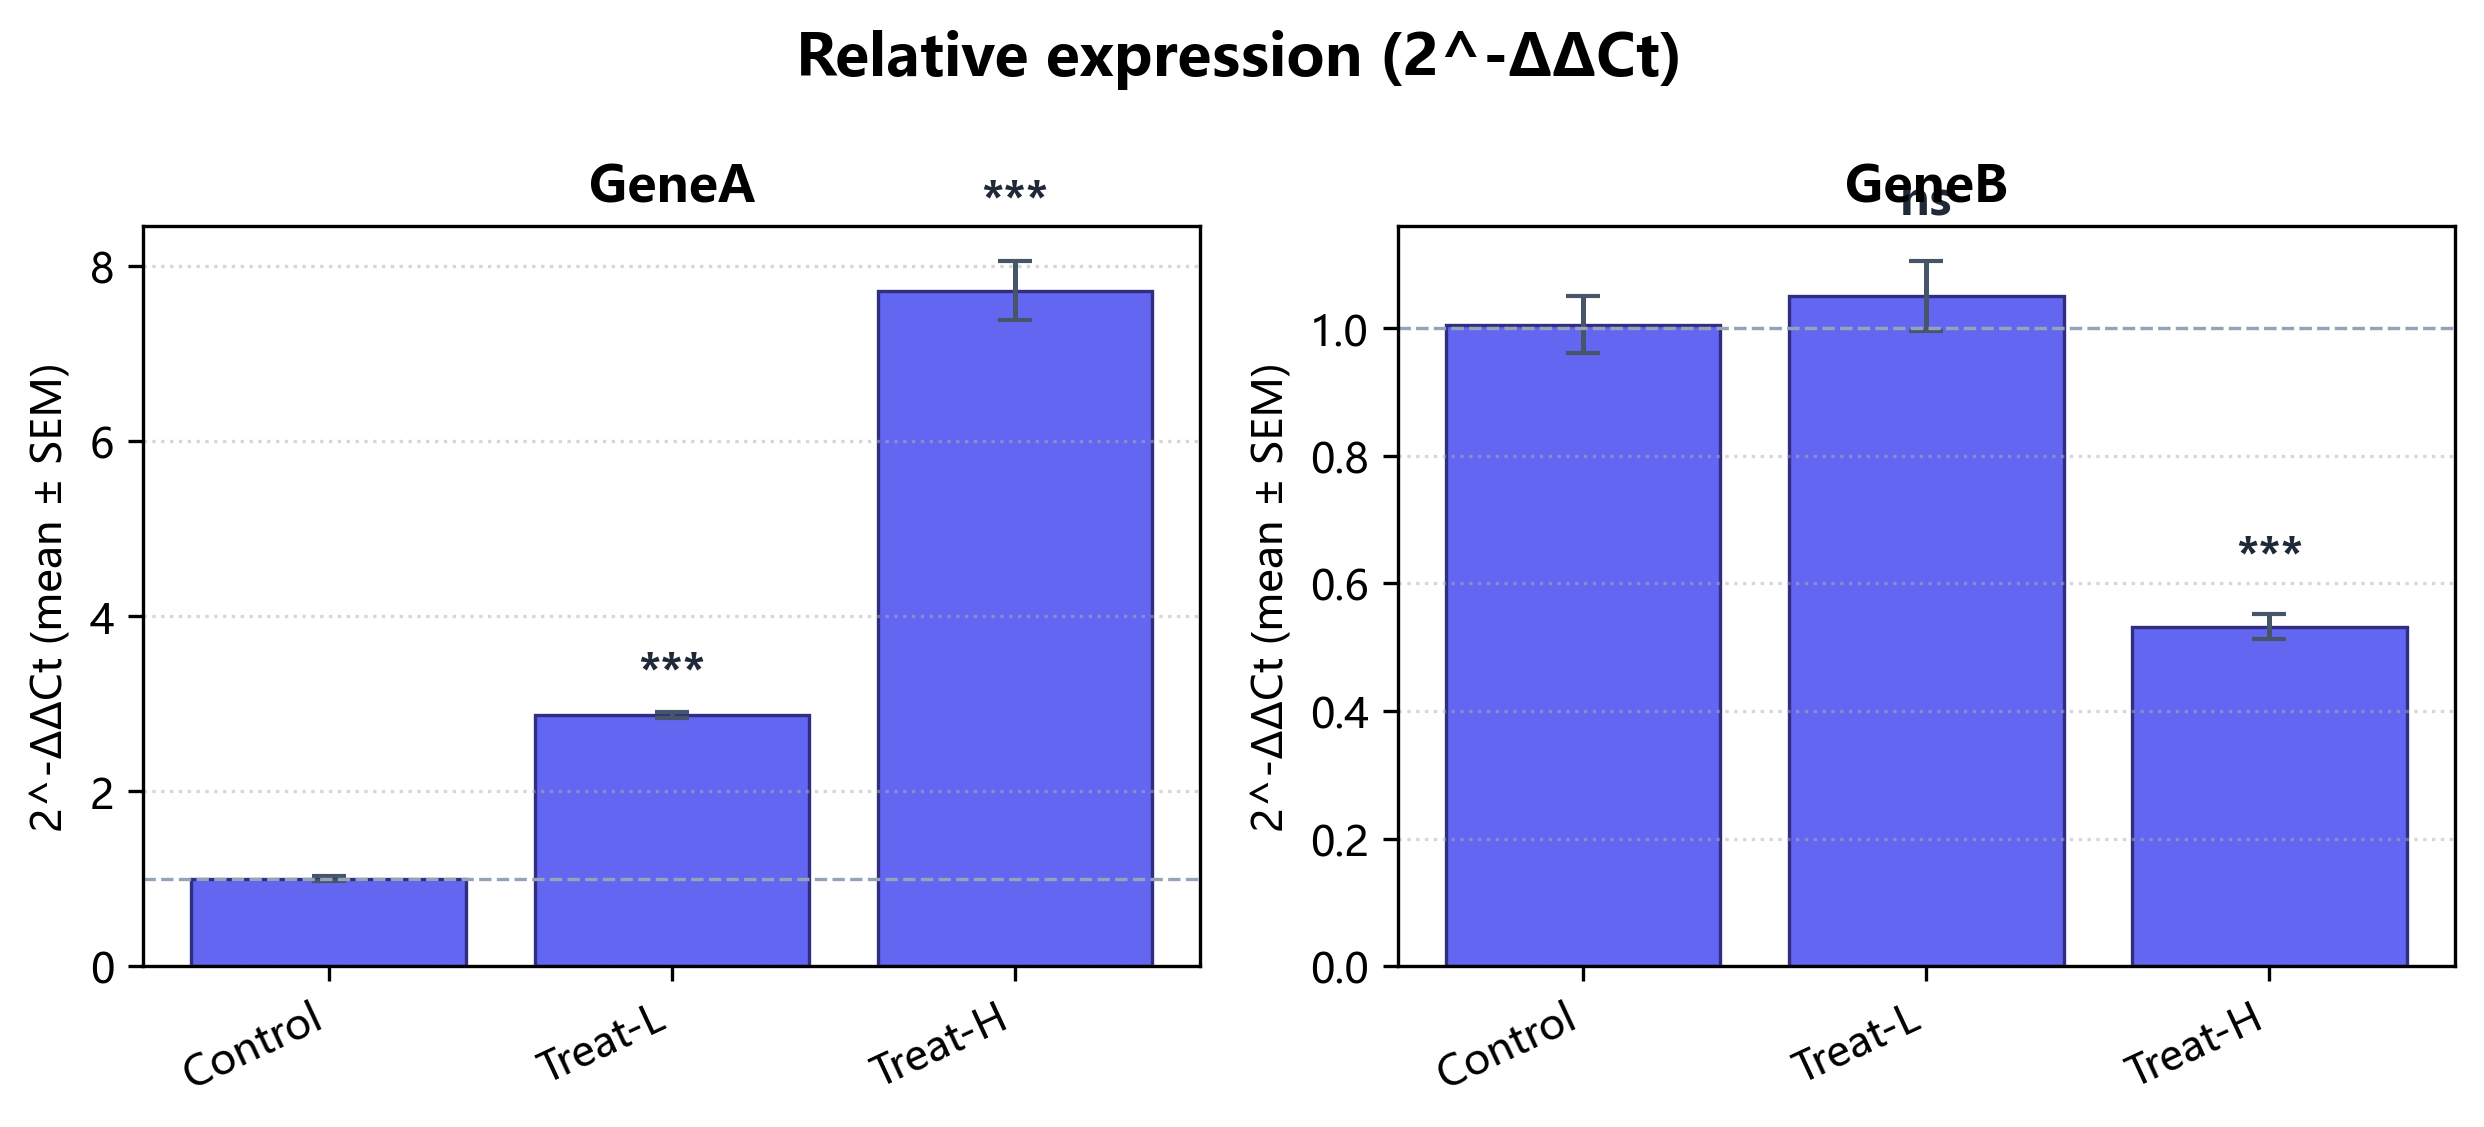 Relative expression (2^-ΔΔCt)
GeneA
***
***
2^-ΔΔCt (mean ± SEM)
8
6
4
2
0
Control
Treat-L
Treat-H
GeneB
ns
***
2^-ΔΔCt (mean ± SEM)
1.0
0.8
0.6
0.4
0.2
0.0
Control
Treat-L
Treat-H